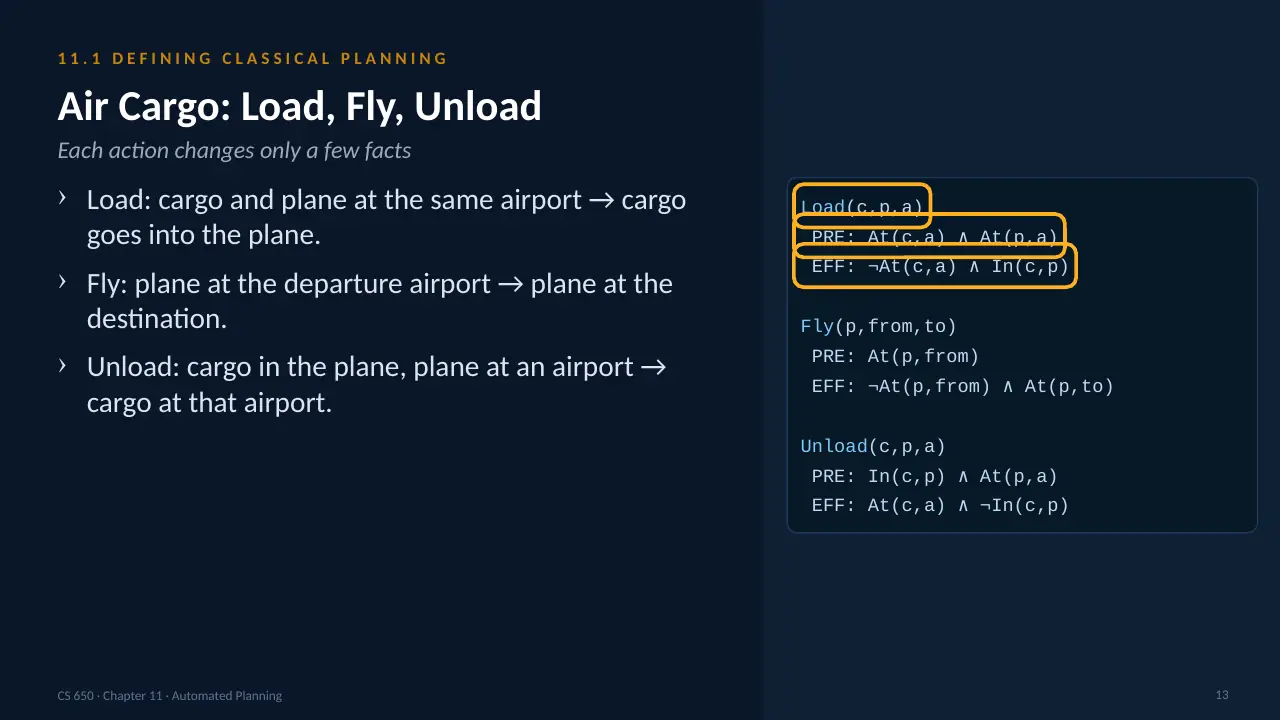 11.1 DEFINING CLASSICAL PLANNING
Air Cargo: Load, Fly, Unload
Each action changes only a few facts
› Load: cargo and plane at the same airport → cargo
goes into the plane.
› Fly: plane at the departure airport → plane at the
destination.
› Unload: cargo in the plane, plane at an airport →
cargo at that airport.
Load(c,p,a)
PRE: At(c,a) ∧ At(p,a)
EFF: ¬At(c,a) ∧ In(c,p)
Fly(p,from,to)
PRE: At(p,from)
EFF: ¬At(p,from) ∧ At(p,to)
Unload(c,p,a)
PRE: In(c,p) ∧ At(p,a)
EFF: At(c,a) ∧ ¬In(c,p)
CS 650 · Chapter 11 · Automated Planning
13